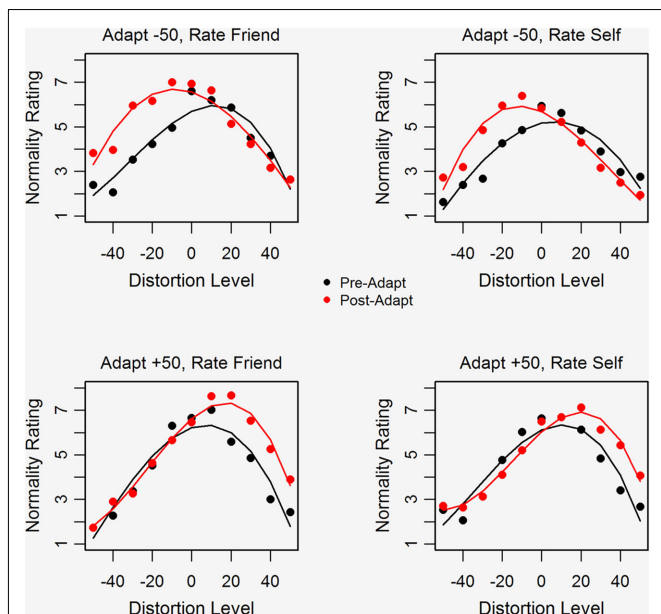 Adapt -50, Rate Friend
Normality Rating
7
5
3
1
-40 -20 0 20 40
Distortion Level
Adapt -50, Rate Self
Normality Rating
7
5
3
1
-40 -20 0 20 40
Distortion Level
Pre-Adapt
Post-Adapt
Adapt +50, Rate Friend
Normality Rating
7
5
3
1
-40 -20 0 20 40
Distortion Level
Adapt +50, Rate Self
Normality Rating
7
5
3
1
-40 -20 0 20 40
Distortion Level